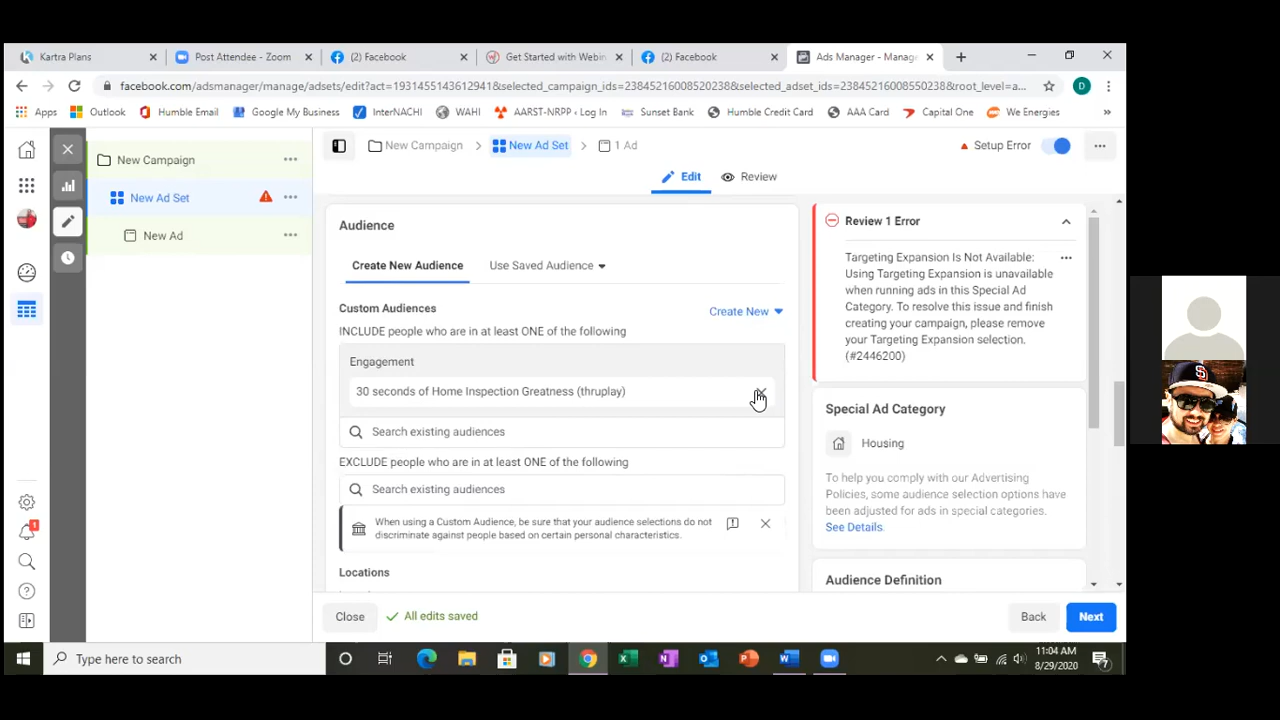 Kartra Plans
Post Attendee - Zoom
Facebook
Get Started with Webin
Facebook
Ads Manager - Manage
facebook.com/adsmanager/manage/adsets/edit?act=1931455143612941&selected_campaign_ids=23845216008520238&selected_adset_ids=23845216008550238&root_level=a...
Apps
Outlook
Humble Email
Google My Business
InterNACHI
WAHI
AARST-NRPP ‹ Log In
Sunset Bank
Humble Credit Card
AAA Card
Capital One
We Energies
New Campaign
New Ad Set
New Ad
New Campaign
New Ad Set
1 Ad
Setup Error
Edit
Review
Audience
Create New Audience
Use Saved Audience
Custom Audiences
Create New
INCLUDE people who are in at least ONE of the following
Engagement
30 seconds of Home Inspection Greatness (thruplay)
Search existing audiences
EXCLUDE people who are in at least ONE of the following
Search existing audiences
When using a Custom Audience, be sure that your audience selections do not
discriminate against people based on certain personal characteristics.
Locations
Close
All edits saved
Back
Next
Review 1 Error
Targeting Expansion Is Not Available:
Using Targeting Expansion is unavailable
when running ads in this Special Ad
Category. To resolve this issue and finish
creating your campaign, please remove
your Targeting Expansion selection.
(#2446200)
Special Ad Category
Housing
To help you comply with our Advertising
Policies, some audience selection options have
been adjusted for ads in special categories.
See Details.
Audience Definition
1
Type here to search
11:04 AM
8/29/2020
7